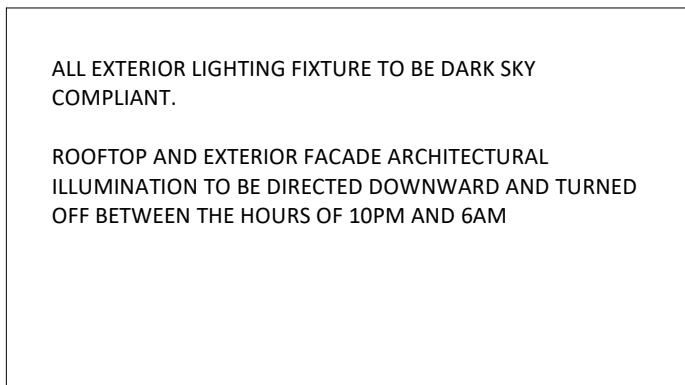 ALL EXTERIOR LIGHTING FIXTURE TO BE DARK SKY
COMPLIANT.
ROOFTOP AND EXTERIOR FACADE ARCHITECTURAL
ILLUMINATION TO BE DIRECTED DOWNWARD AND TURNED
OFF BETWEEN THE HOURS OF 10PM AND 6AM